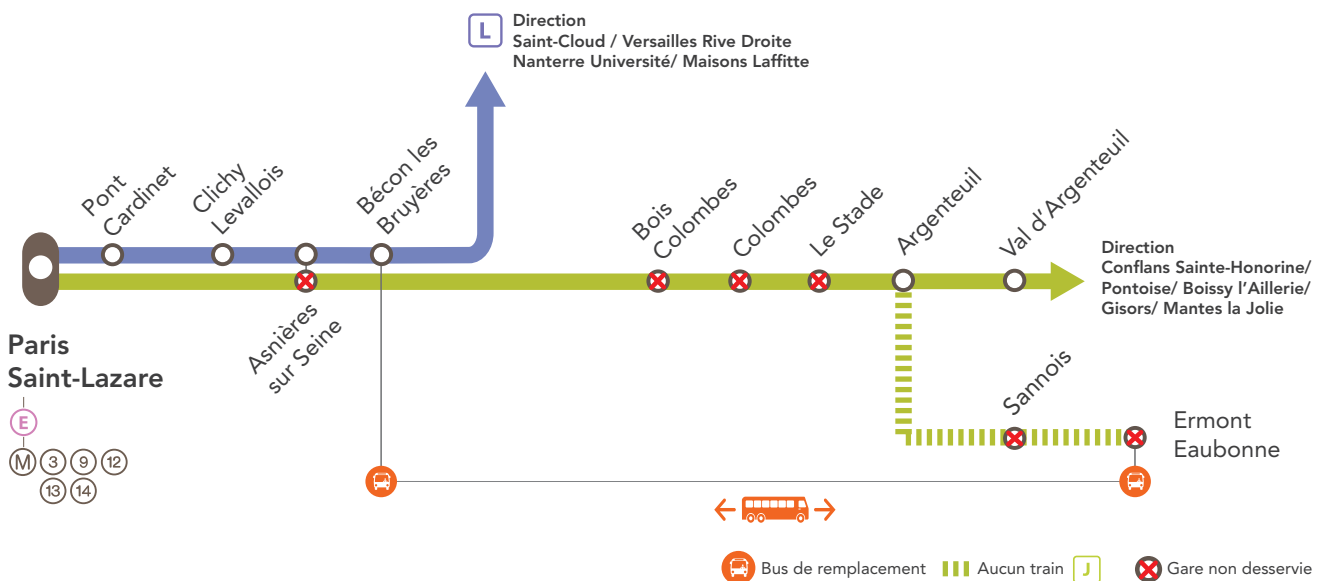 L
Direction
Saint-Cloud / Versailles Rive Droite
Nanterre Université/ Maisons Laffitte
Pont
Cardinet
Clichy
Levallois
Bécon les
Bruyères
Bois
Colombes
Colombes
Le Stade
Argenteuil
Val d'Argenteuil
Direction
Conflans Sainte-Honorine/
Pontoise/ Boissy l'Aillerie/
Gisors/ Mantes la Jolie
Asnières
sur Seine
Paris
Saint-Lazare
E
M 3 9 12
13 14
Sannois
Ermont
Eaubonne
Bus de remplacement Aucun train J Gare non desservie